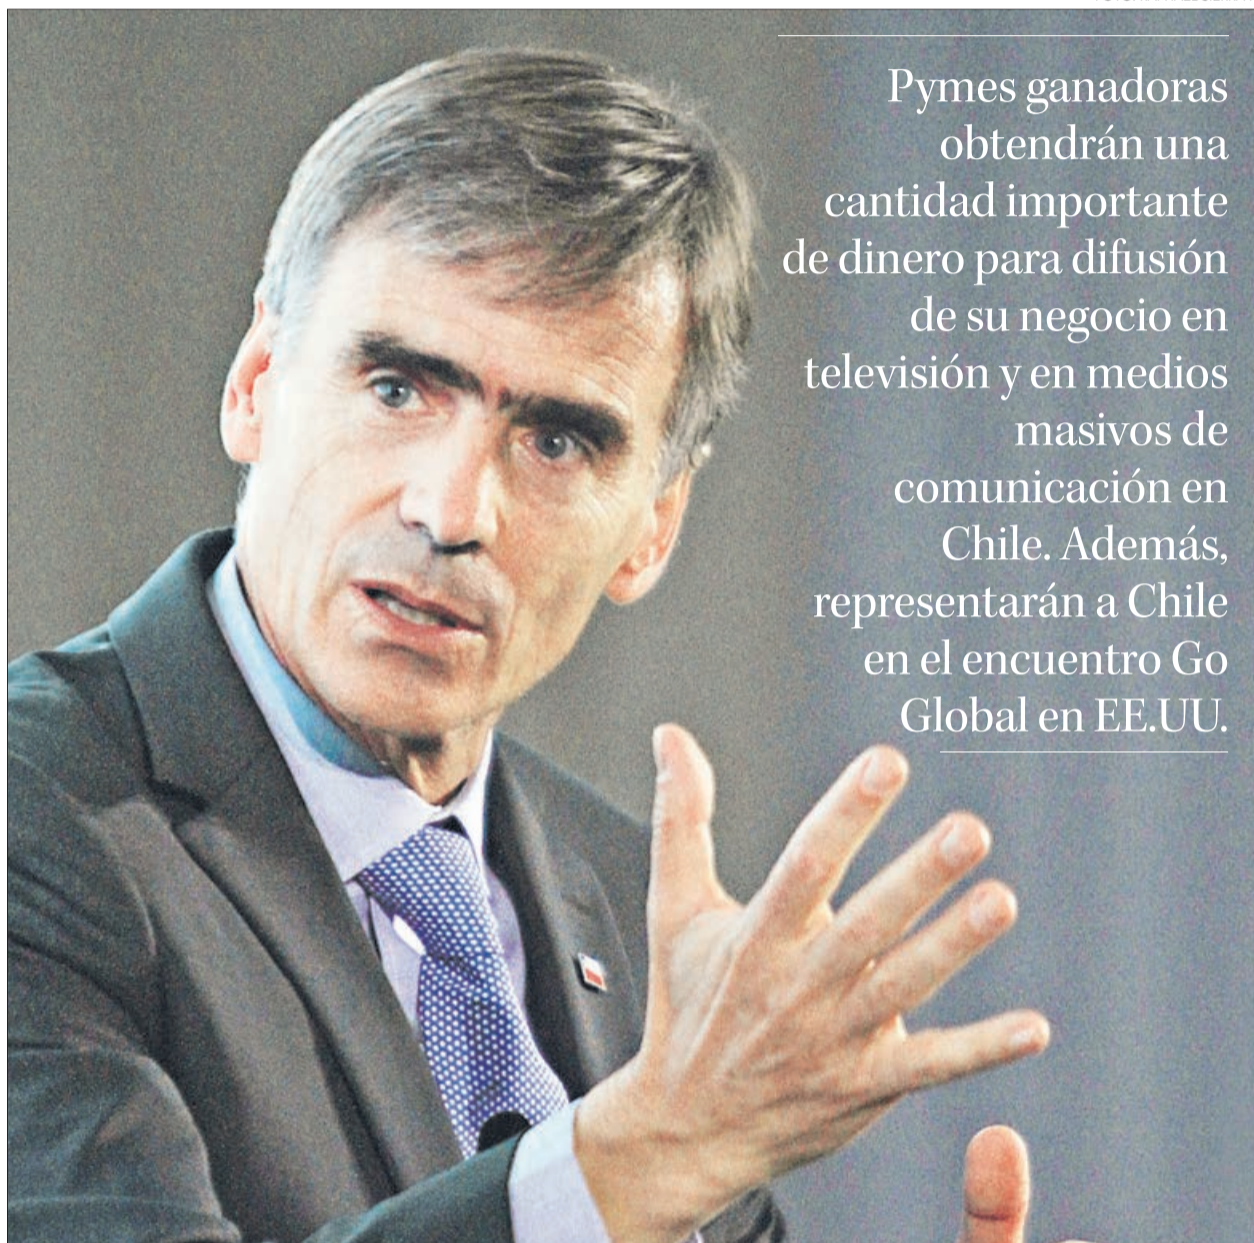 Pymes ganadoras
obtendrán una
cantidad importante
de dinero para difusión
de su negocio en
televisión y en medios
masivos de
comunicación en
Chile. Además,
representarán a Chile
en el encuentro Go
Global en EE.UU.